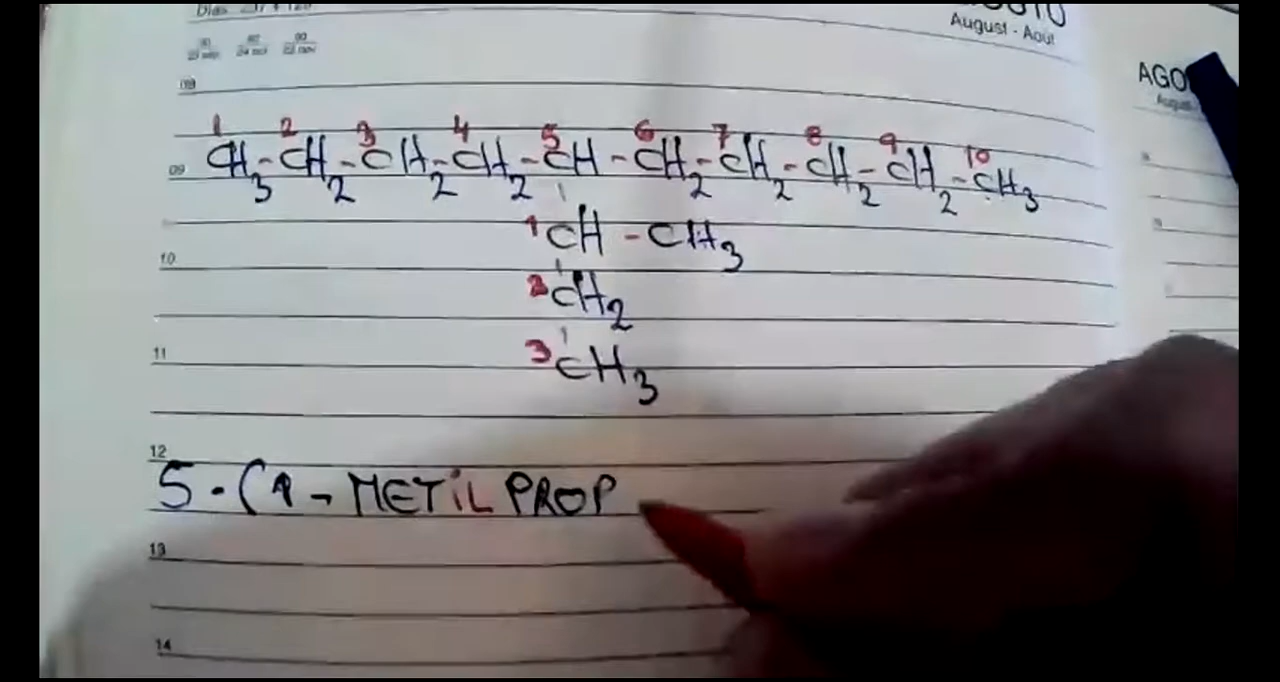 August - Août
AGO
08
1 2 3 4 5 6 7 8 9 10
09 CH3-CH2-CH2-CH2-CH-CH2-CH2-CH2-CH2-CH3
1 CH-CH3
10
2 CH2
11
3 CH3
12
5-(1-METIL PROP
13
14